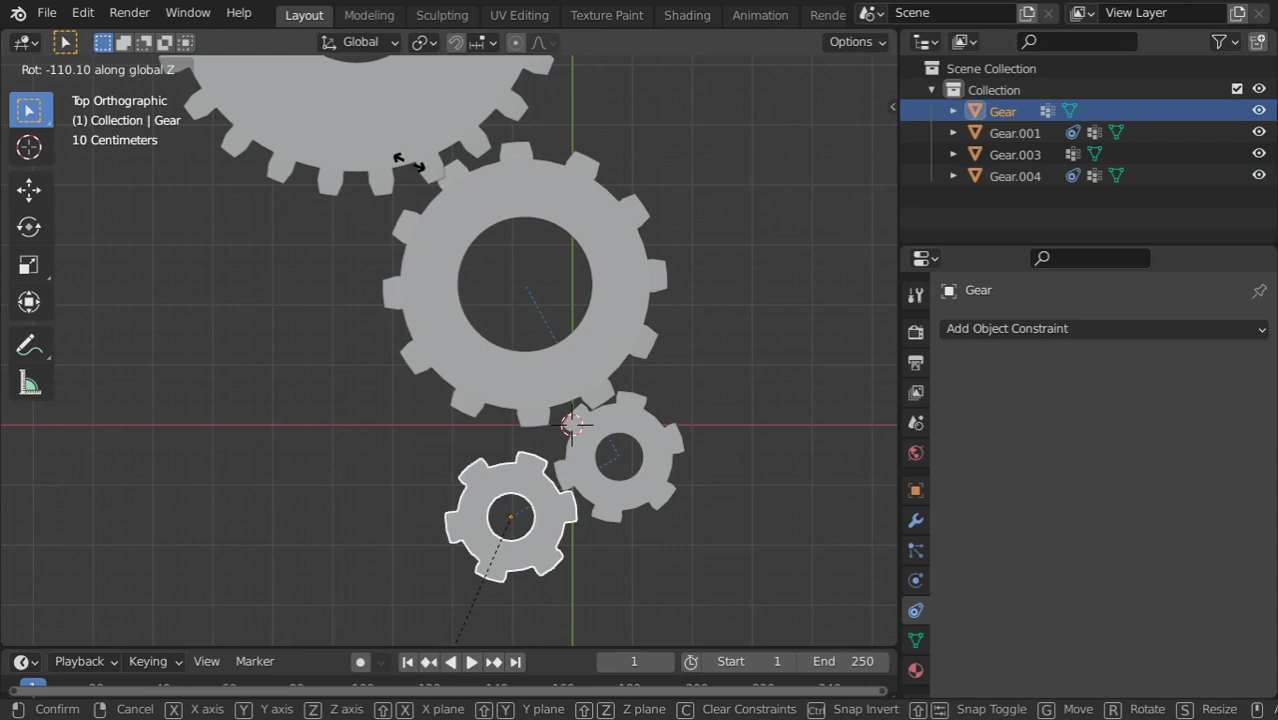 File Edit Render Window Help Layout Modeling Sculpting UV Editing Texture Paint Shading Animation Scene View Layer
Global Options
Rot: -110.10 along global Z
Top Orthographic
(1) Collection | Gear
10 Centimeters
Scene Collection
Collection
Gear
Gear.001
Gear.003
Gear.004
Gear
Add Object Constraint
Playback Keying View Marker 1 Start 1 End 250
Confirm Cancel X X axis Y Y axis Z Z axis X X plane Y Y plane Z Z plane C Clear Constraints Ctrl Snap Invert Snap Toggle G Move R Rotate S Resize